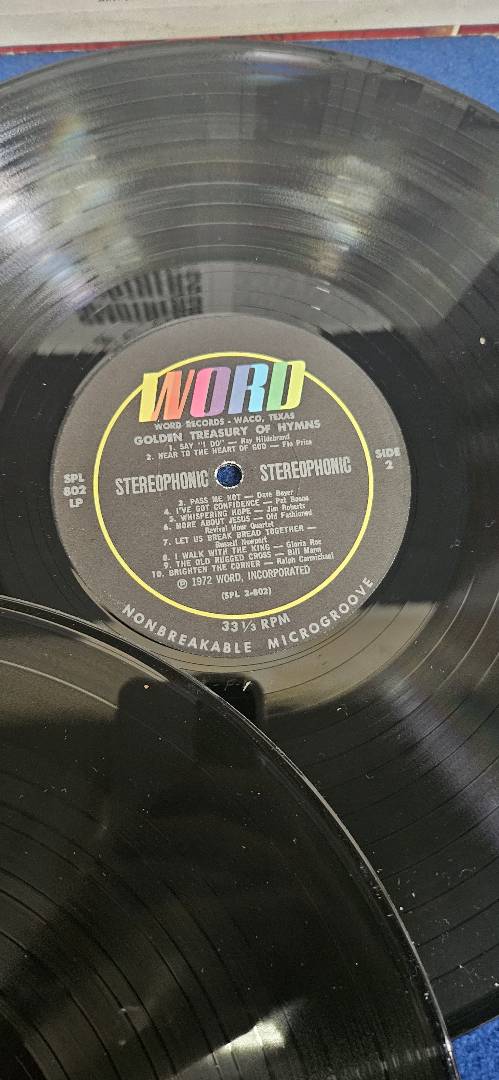 WORD
WORD RECORDS - WACO, TEXAS
GOLDEN TREASURY OF HYMNS
1. SAY "I DO" — Ray Hildebrand
2. NEAR TO THE HEART OF GOD — Flo Price
SPL
802
LP
STEREOPHONIC STEREOPHONIC
SIDE
2
3. PASS ME NOT — Dave Boyer
4. I'VE GOT CONFIDENCE — Pat Boone
5. WHISPERING HOPE — Jim Roberts
6. MORE ABOUT JESUS — Old Fashioned
Revival Hour Quartet
7. LET US BREAK BREAD TOGETHER —
Russell Newport
8. I WALK WITH THE KING — Gloria Roe
9. THE OLD RUGGED CROSS — Bill Mann
10. BRIGHTEN THE CORNER — Ralph Carmichael
℗ 1972 WORD, INCORPORATED
(SPL 2-802)
33 1/3 RPM
NONBREAKABLE MICROGROOVE